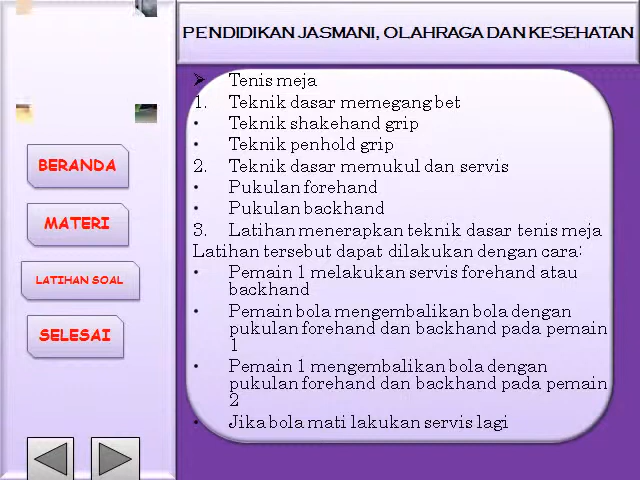 PENDIDIKAN JASMANI, OLAHRAGA DAN KESEHATAN
➢ Tenis meja
1. Teknik dasar memegang bet
• Teknik shakehand grip
• Teknik penhold grip
2. Teknik dasar memukul dan servis
• Pukulan forehand
• Pukulan backhand
3. Latihan menerapkan teknik dasar tenis meja
Latihan tersebut dapat dilakukan dengan cara:
• Pemain 1 melakukan servis forehand atau
backhand
• Pemain bola mengembalikan bola dengan
pukulan forehand dan backhand pada pemain
1
• Pemain 1 mengembalikan bola dengan
pukulan forehand dan backhand pada pemain
2
• Jika bola mati lakukan servis lagi
BERANDA
MATERI
LATIHAN SOAL
SELESAI